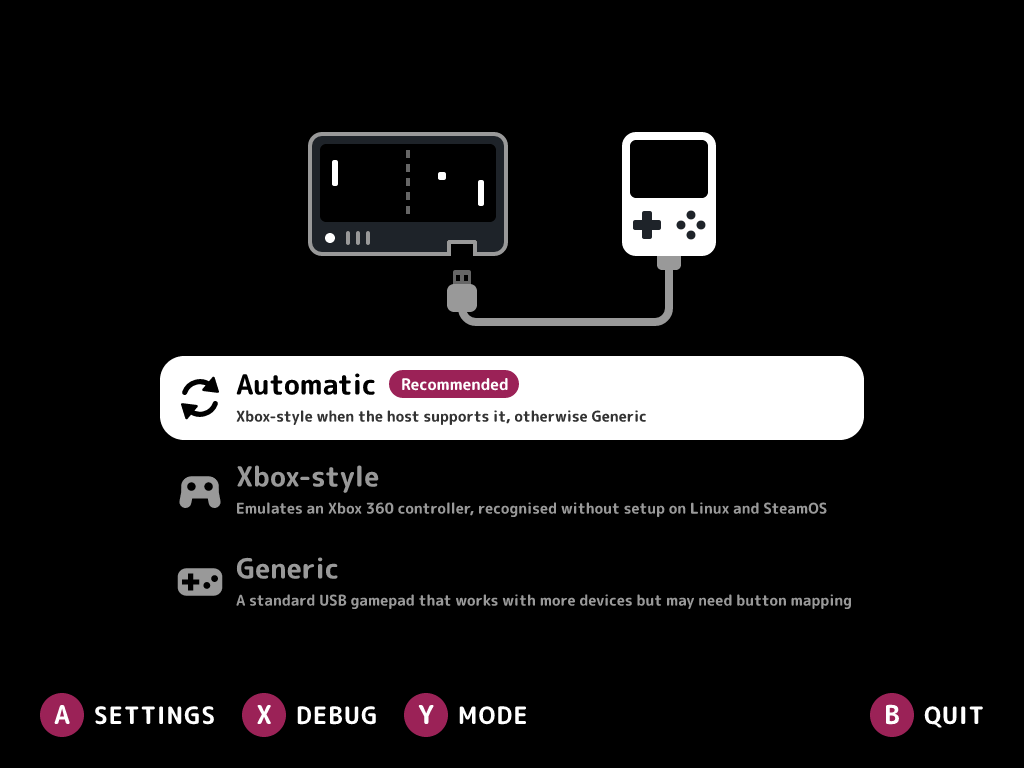 Automatic Recommended
Xbox-style when the host supports it, otherwise Generic
Xbox-style
Emulates an Xbox 360 controller, recognised without setup on Linux and SteamOS
Generic
A standard USB gamepad that works with more devices but may need button mapping
A SETTINGS X DEBUG Y MODE B QUIT